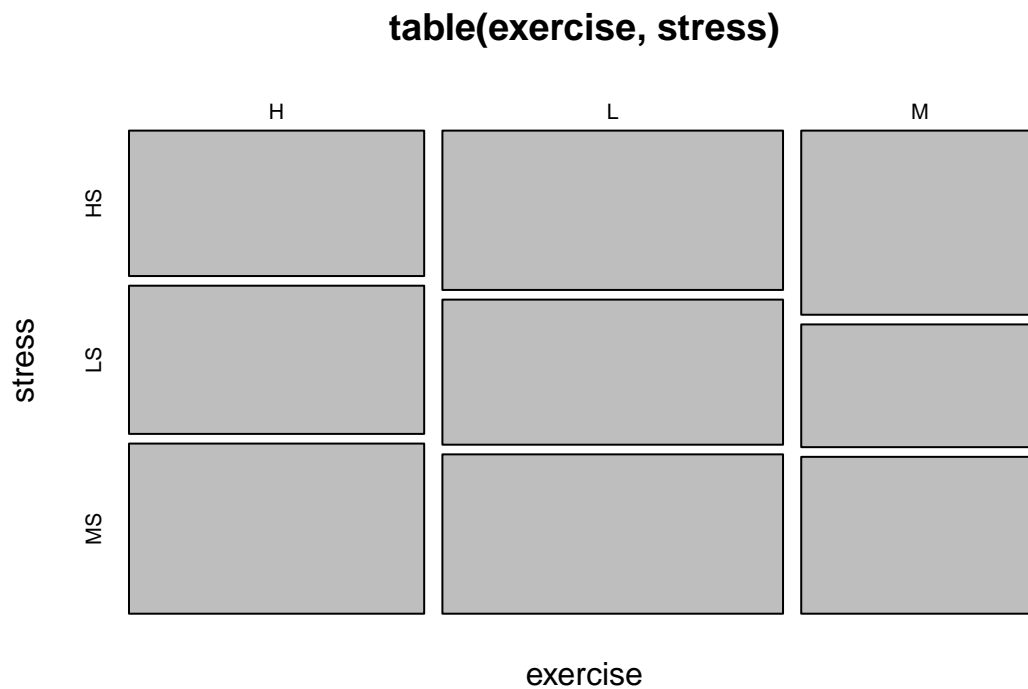 table(exercise, stress)
H L M
HS
LS
stress
MS
exercise